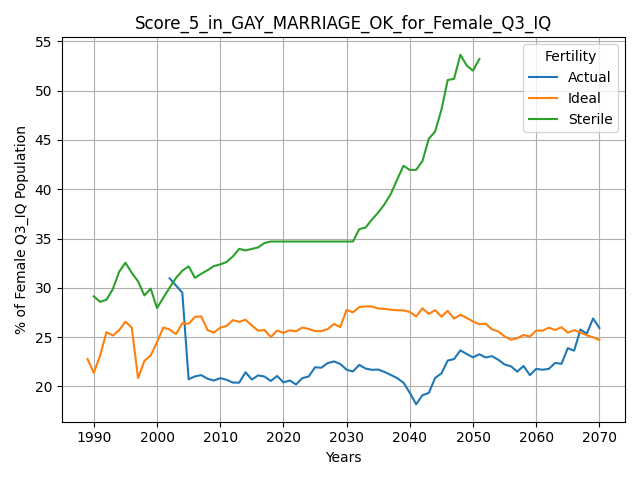 Score_5_in_GAY_MARRIAGE_OK_for_Female_Q3_IQ
% of Female Q3_IQ Population
55
50
45
40
35
30
25
20
Fertility
Actual
Ideal
Sterile
1990 2000 2010 2020 2030 2040 2050 2060 2070
Years